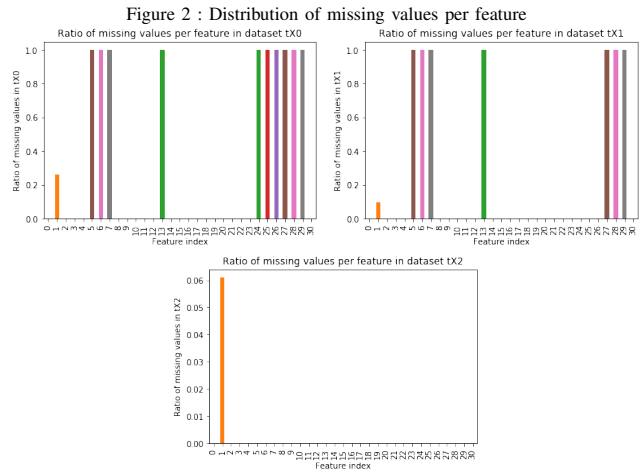 Figure 2 : Distribution of missing values per feature
Ratio of missing values per feature in dataset tX0
Ratio of missing values in tX0
1.0
0.8
0.6
0.4
0.2
0.0
0 1 2 3 4 5 6 7 8 9 10 11 12 13 14 15 16 17 18 19 20 21 22 23 24 25 26 27 28 29 30
Feature index
Ratio of missing values per feature in dataset tX1
Ratio of missing values in tX1
1.0
0.8
0.6
0.4
0.2
0.0
0 1 2 3 4 5 6 7 8 9 10 11 12 13 14 15 16 17 18 19 20 21 22 23 24 25 26 27 28 29 30
Feature index
Ratio of missing values per feature in dataset tX2
Ratio of missing values in tX2
0.06
0.05
0.04
0.03
0.02
0.01
0.00
0 1 2 3 4 5 6 7 8 9 10 11 12 13 14 15 16 17 18 19 20 21 22 23 24 25 26 27 28 29 30
Feature index